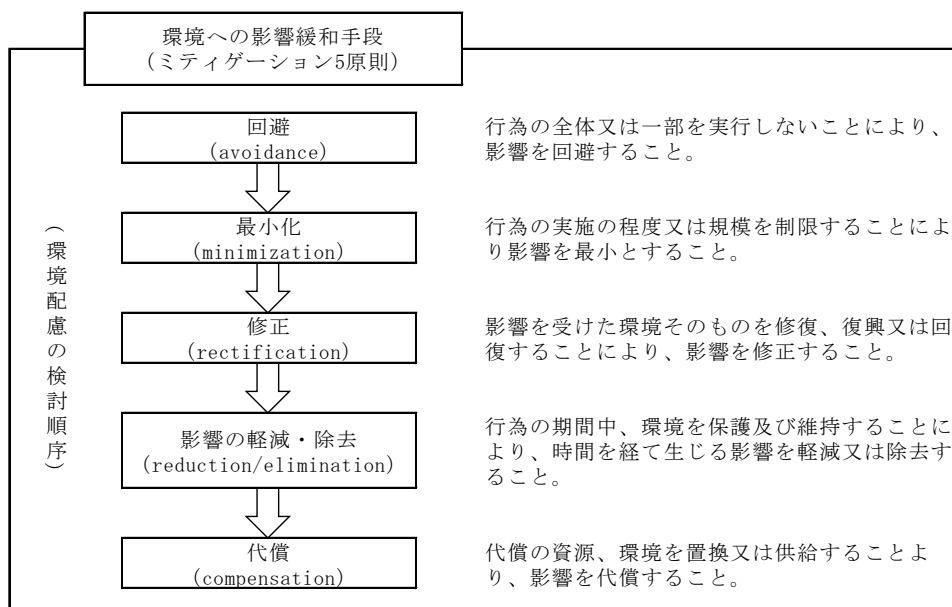 環境への影響緩和手段
(ミティゲーション5原則)
回避
(avoidance)
行為の全体又は一部を実行しないことにより、
影響を回避すること。
最小化
(minimization)
行為の実施の程度又は規模を制限することによ
り影響を最小とすること。
修正
(rectification)
影響を受けた環境そのものを修復、復興又は回
復することにより、影響を修正すること。
影響の軽減・除去
(reduction/elimination)
行為の期間中、環境を保護及び維持することに
より、時間を経て生じる影響を軽減又は除去す
ること。
代償
(compensation)
代償の資源、環境を置換又は供給することよ
り、影響を代償すること。
(環境配慮の検討順序)